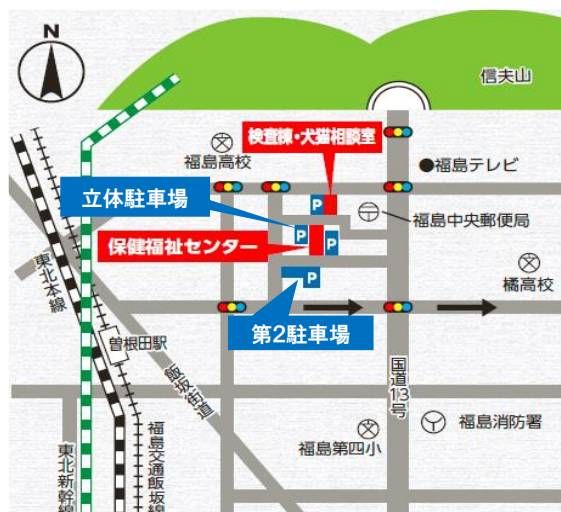 N
信夫山
検査棟・犬猫相談室
福島高校
●福島テレビ
立体駐車場
P
福島中央郵便局
P
保健福祉センター
P
橘高校
P
東北本線
第2駐車場
曽根田駅
飯坂街道
国道13号
福島消防署
福島第四小
東北新幹線
福島交通飯坂線